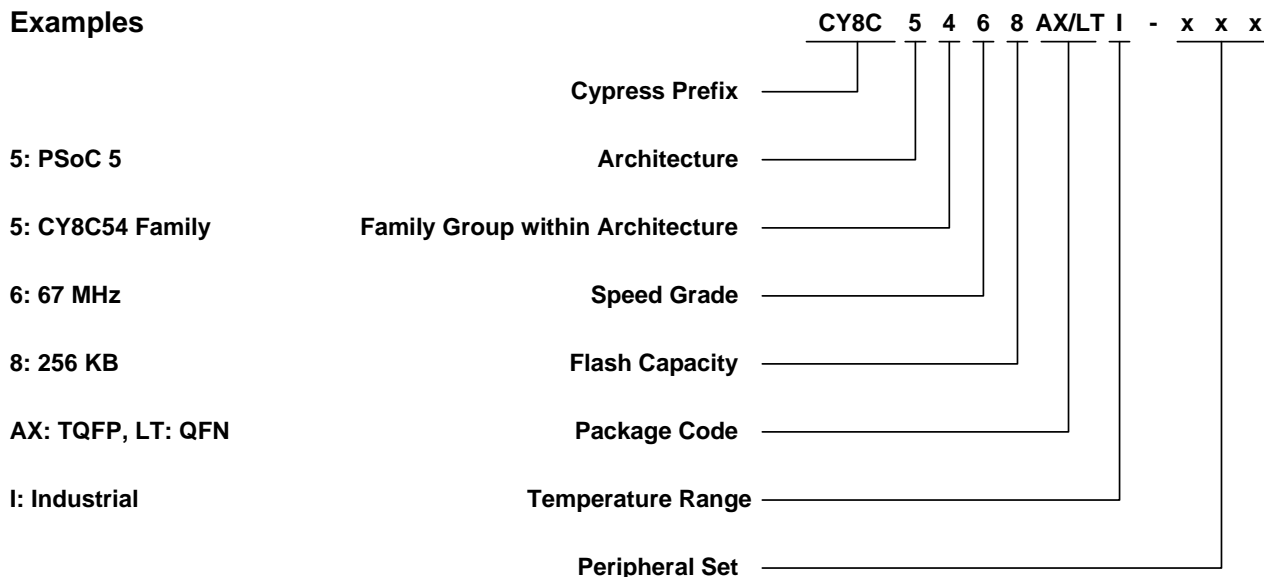 Examples CY8C 5 4 6 8 AX/LT I - x x x
Cypress Prefix
5: PSoC 5 Architecture
5: CY8C54 Family Family Group within Architecture
6: 67 MHz Speed Grade
8: 256 KB Flash Capacity
AX: TQFP, LT: QFN Package Code
I: Industrial Temperature Range
Peripheral Set